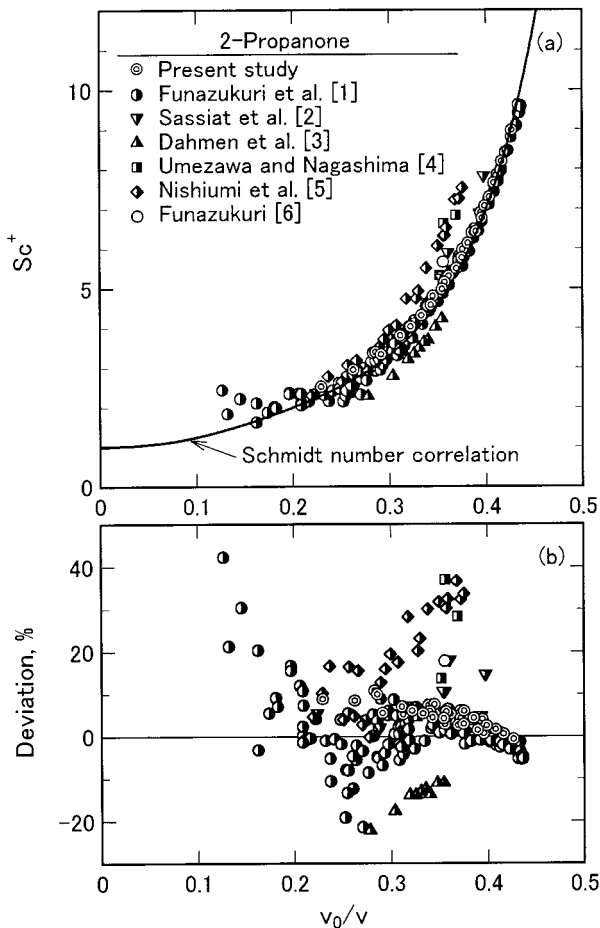 (a)
2-Propanone
Present study
Funazukuri et al. [1]
Sassiat et al. [2]
Dahmen et al. [3]
Umezawa and Nagashima [4]
Nishiumi et al. [5]
Funazukuri [6]
10
5
0
Sc+
Schmidt number correlation
0 0.1 0.2 0.3 0.4 0.5
(b)
40
20
0
-20
Deviation, %
0 0.1 0.2 0.3 0.4 0.5
v0/v